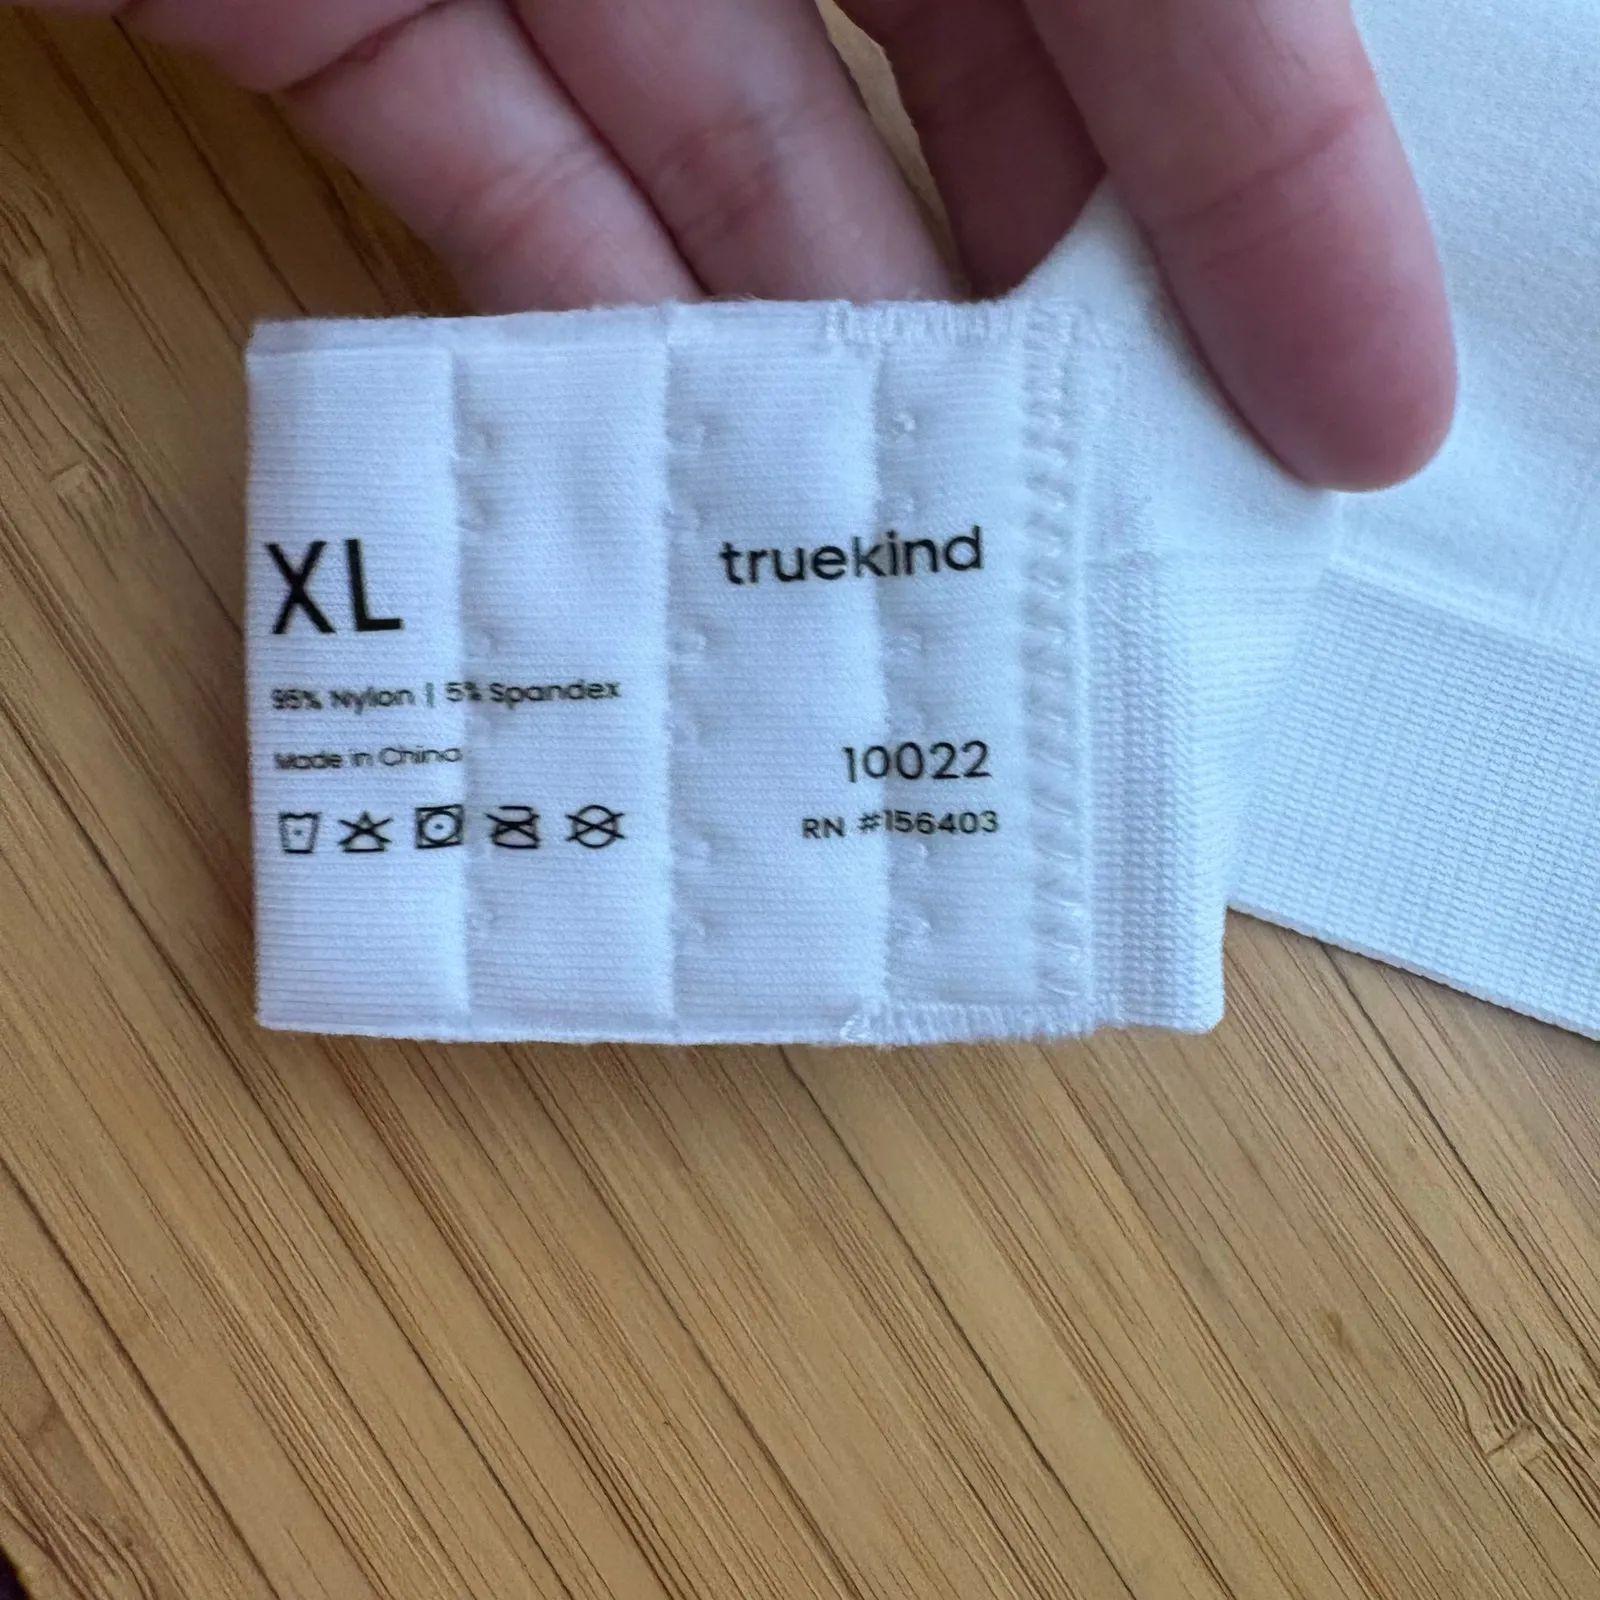 XL
95% Nylon | 5% Spandex
Made in China
truekind
10022
RN #156403